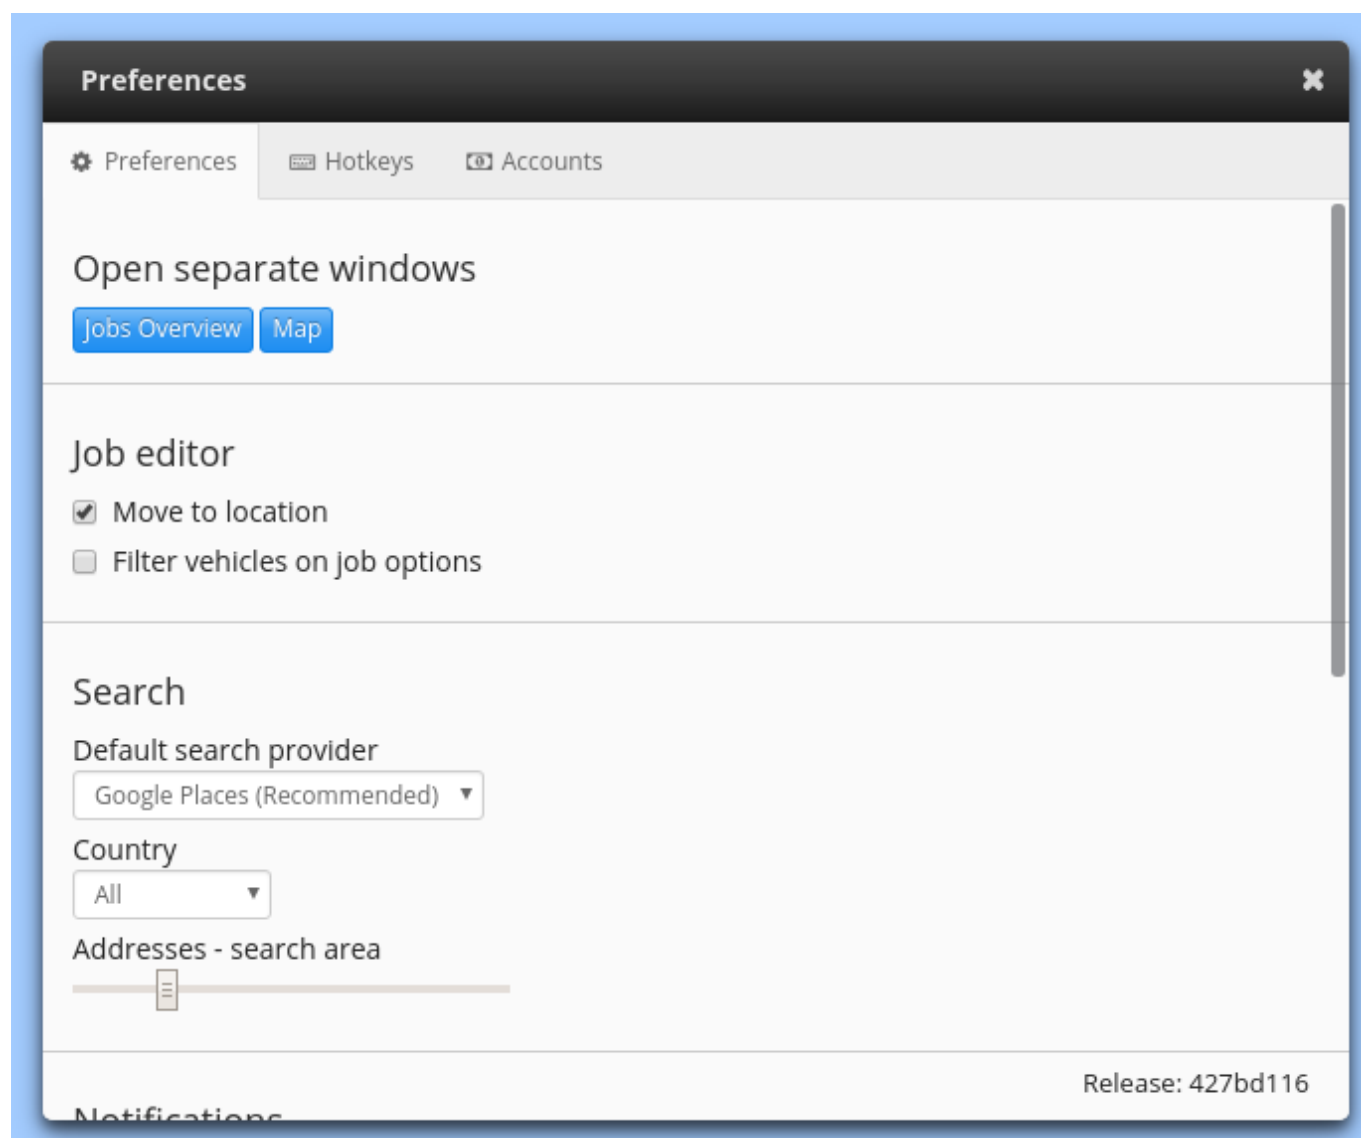 Preferences
Preferences Hotkeys Accounts
Open separate windows
Jobs Overview Map
Job editor
Move to location
Filter vehicles on job options
Search
Default search provider
Google Places (Recommended)
Country
All
Addresses - search area
Release: 427bd116
Notifications